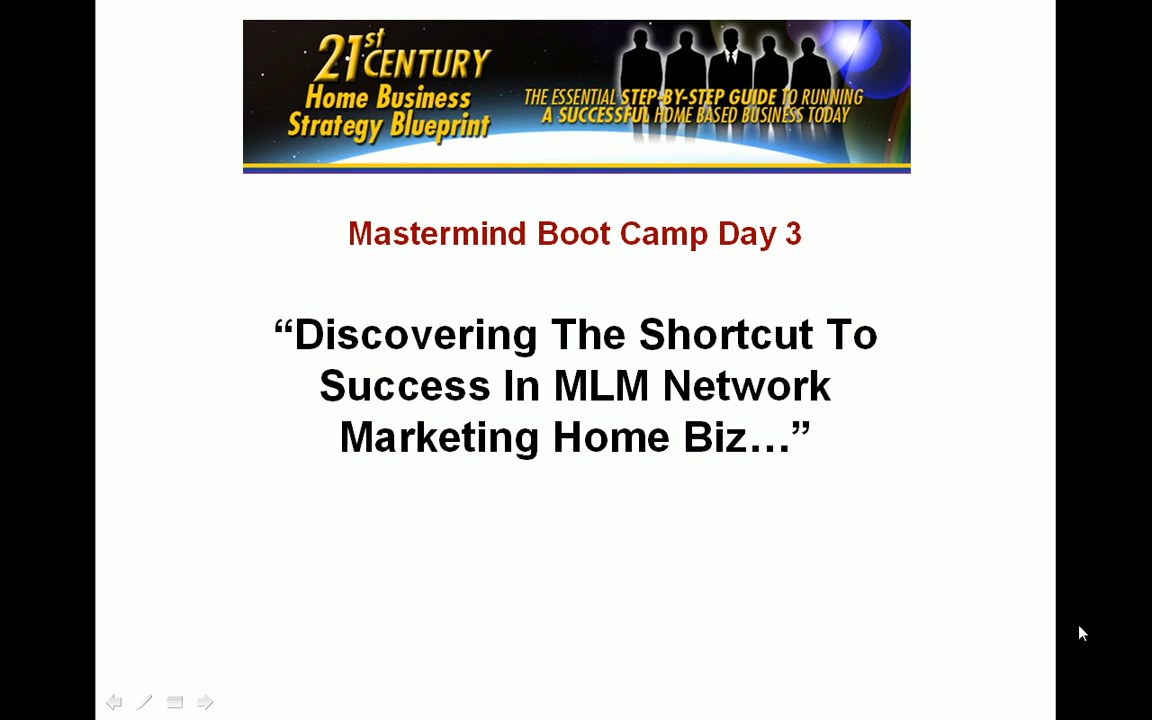 21st CENTURY
Home Business
Strategy Blueprint
THE ESSENTIAL STEP-BY-STEP GUIDE TO RUNNING
A SUCCESSFUL HOME BASED BUSINESS TODAY
Mastermind Boot Camp Day 3
“Discovering The Shortcut To
Success In MLM Network
Marketing Home Biz…”